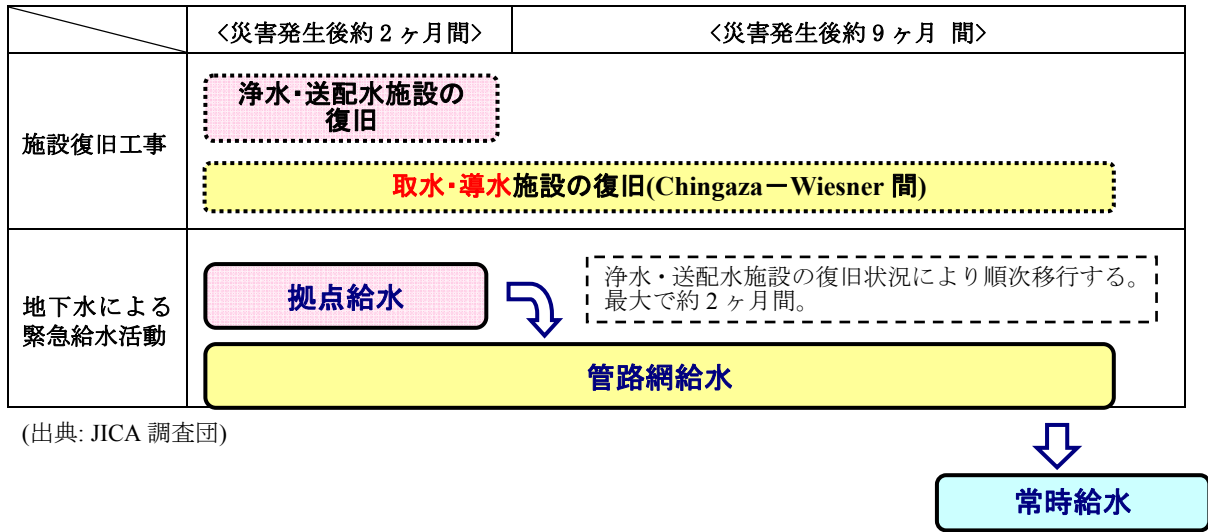 <災害発生後約2ヶ月間>
<災害発生後約9ヶ月 間>
施設復旧工事
浄水・送配水施設の
復旧
取水・導水施設の復旧(Chingaza－Wiesner 間)
地下水による
緊急給水活動
拠点給水
浄水・送配水施設の復旧状況により順次移行する。
最大で約2ヶ月間。
管路網給水
(出典: JICA 調査団)
常時給水